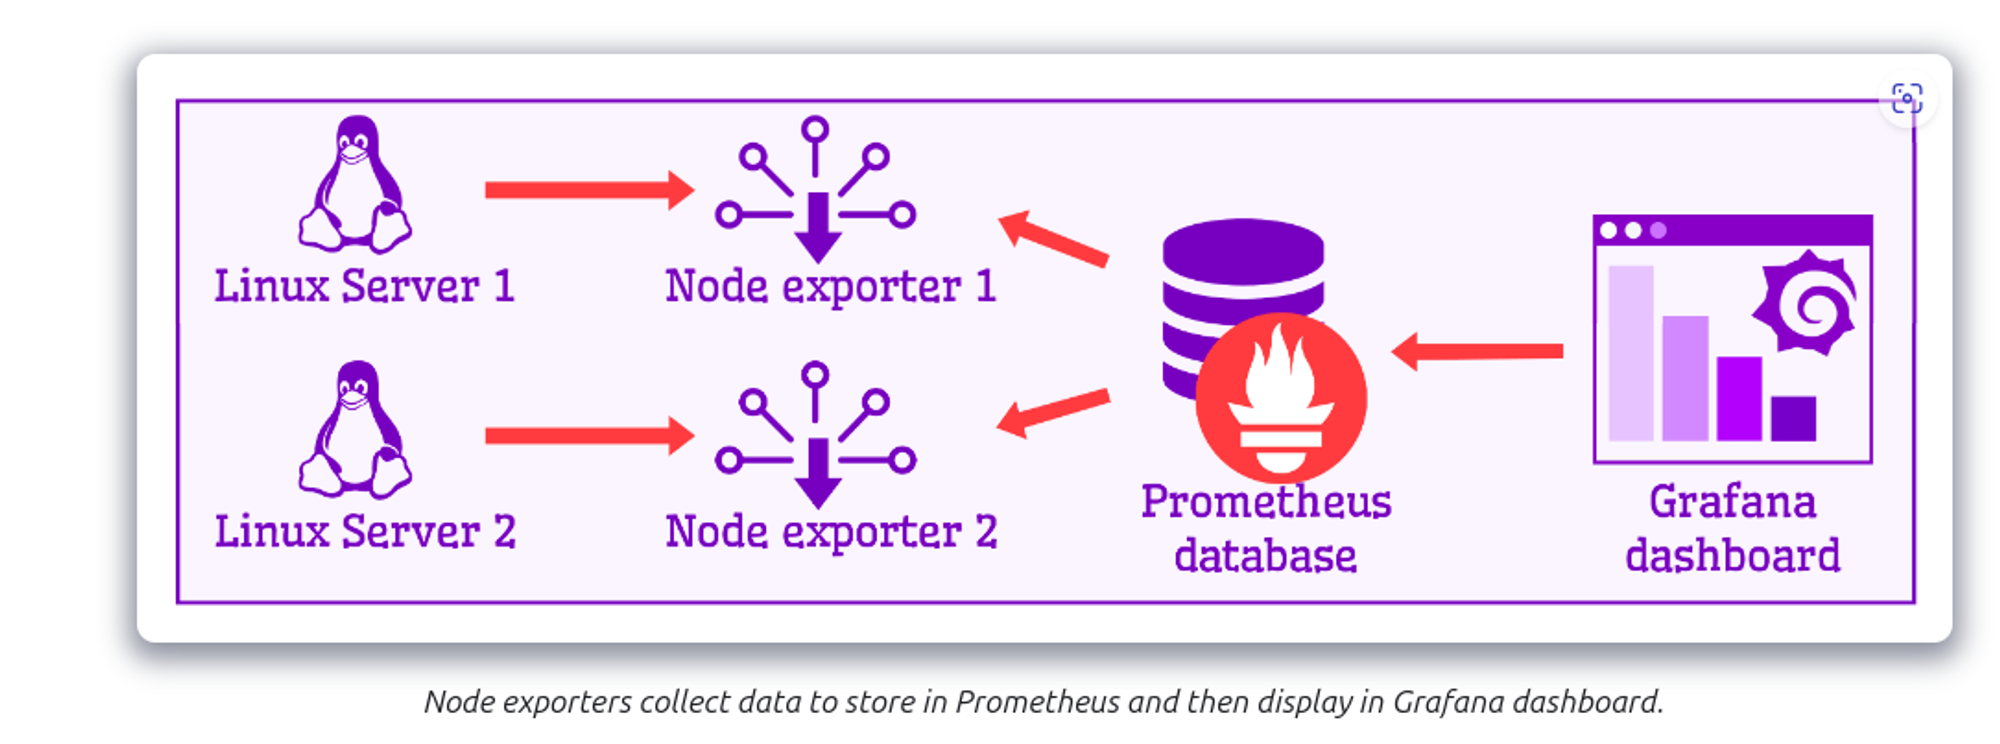 Linux Server 1
Node exporter 1
Linux Server 2
Node exporter 2
Prometheus
database
Grafana
dashboard
Node exporters collect data to store in Prometheus and then display in Grafana dashboard.